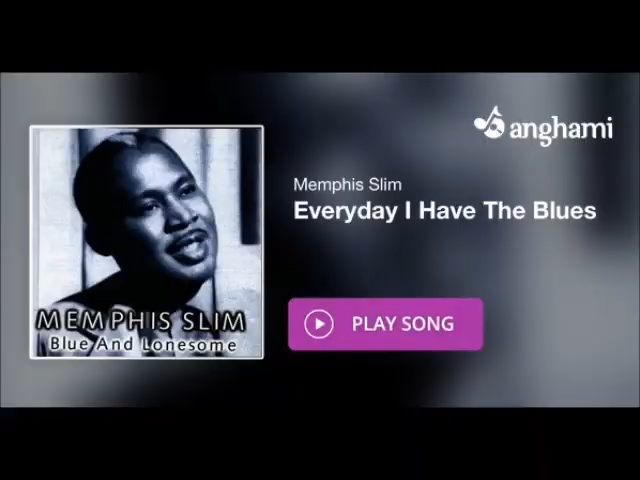 anghami
Memphis Slim
Everyday I Have The Blues
MEMPHIS SLIM
Blue And Lonesome
PLAY SONG